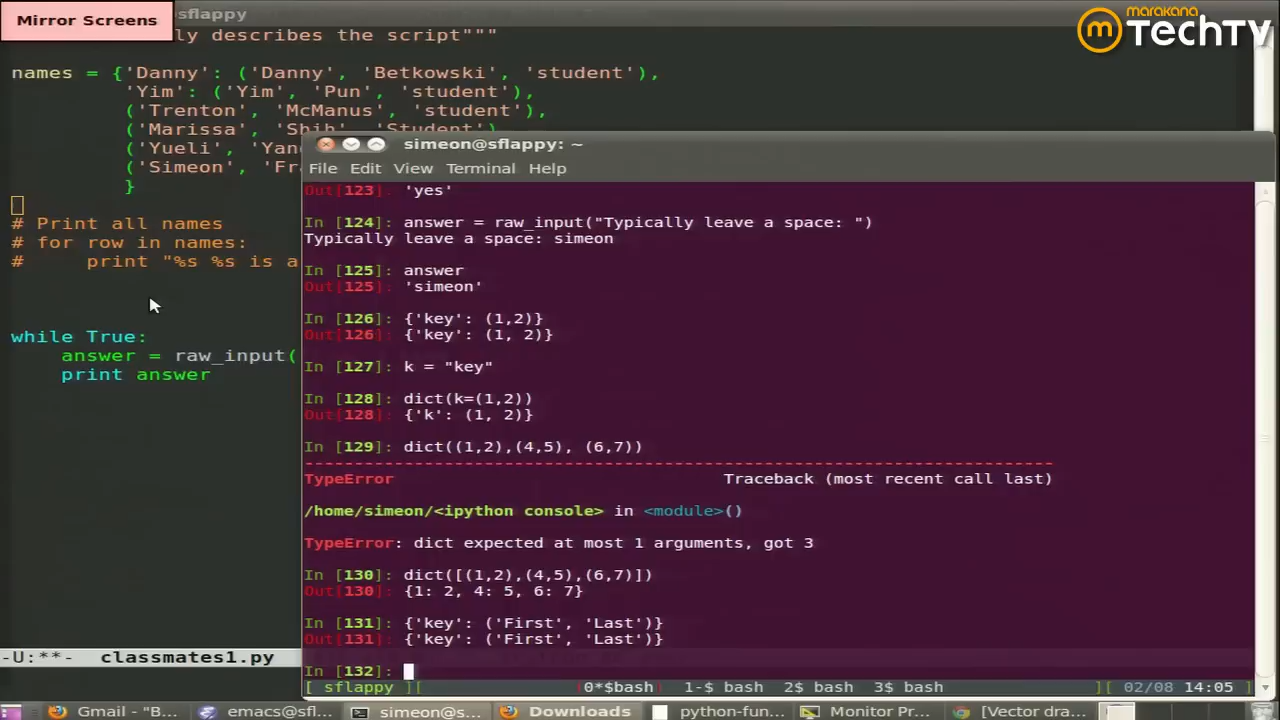 Mirror Screens
sflappy
marakana
TechTV
ly describes the script"""
names = {'Danny': ('Danny', 'Betkowski', 'student'),
'Yim': ('Yim', 'Pun', 'student'),
('Trenton', 'McManus', 'student'),
('Marissa', 'Shih', 'Student')
('Yueli',
('Simeon',
}
# Print all names
# for row in names:
# print "%s %s is a
while True:
answer = raw_input(
print answer
-U:**- classmates1.py
simeon@sflappy: ~
File Edit View Terminal Help
Out[123]: 'yes'
In [124]: answer = raw_input("Typically leave a space: ")
Typically leave a space: simeon
In [125]: answer
Out[125]: 'simeon'
In [126]: {'key': (1,2)}
Out[126]: {'key': (1, 2)}
In [127]: k = "key"
In [128]: dict(k=(1,2))
Out[128]: {'k': (1, 2)}
In [129]: dict((1,2),(4,5), (6,7))
TypeError Traceback (most recent call last)
/home/simeon/<ipython console> in <module>()
TypeError: dict expected at most 1 arguments, got 3
In [130]: dict([(1,2),(4,5),(6,7)])
Out[130]: {1: 2, 4: 5, 6: 7}
In [131]: {'key': ('First', 'Last')}
Out[131]: {'key': ('First', 'Last')}
In [132]:
[ sflappy ][ 0*$bash) 1-$ bash 2$ bash 3$ bash ][ 02/08 14:05 ]
Gmail - "B... emacs@sfl... simeon@s... Downloads python-fun... Monitor Pr... [Vector dra...